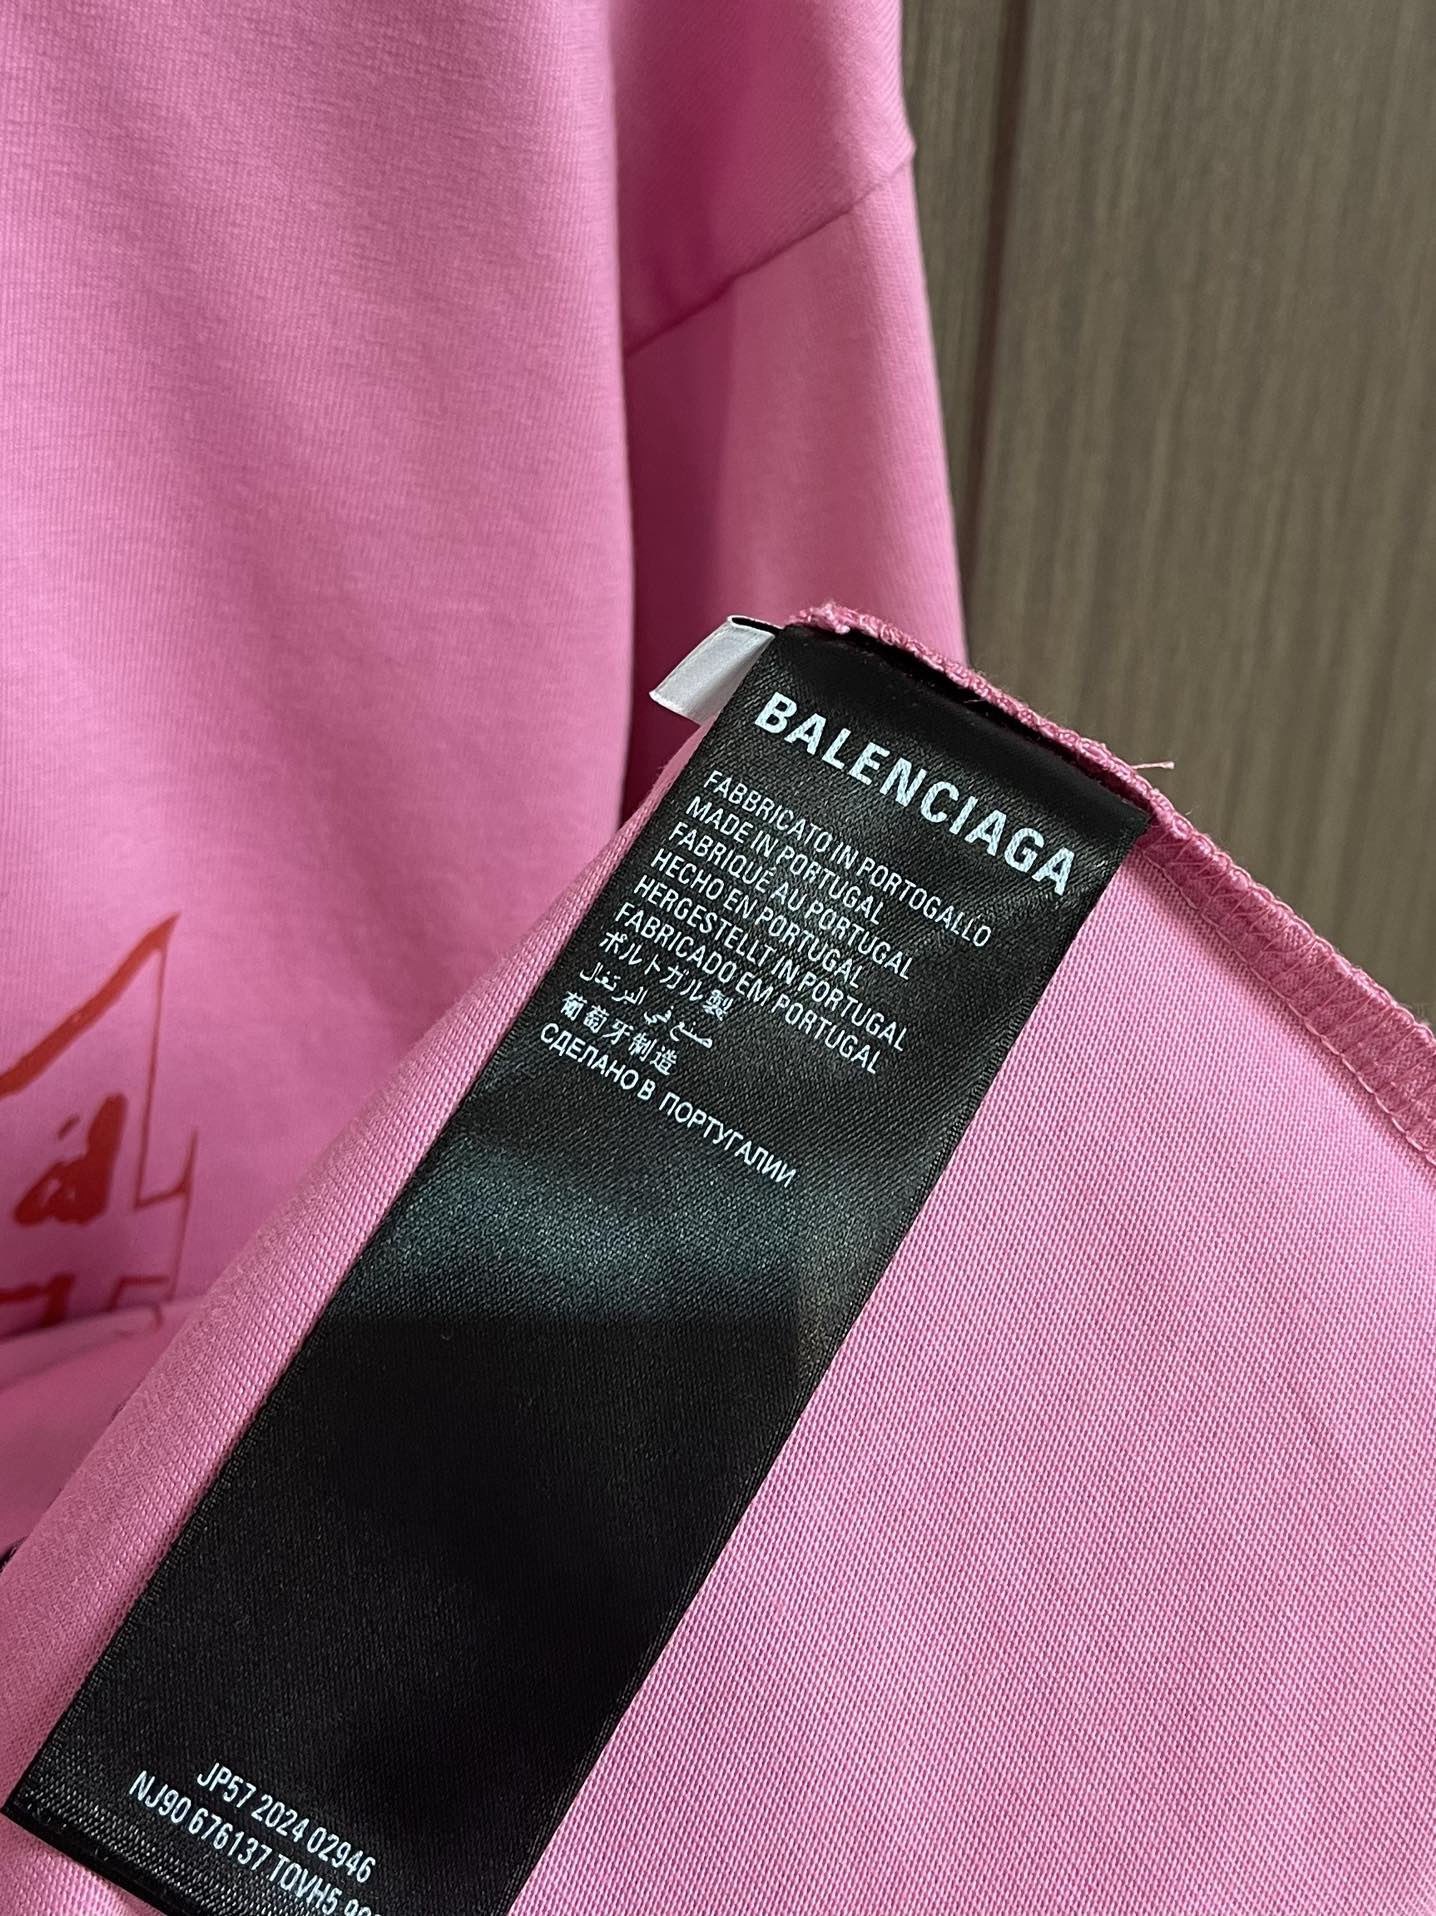 BALENCIAGA
FABBRICATO IN PORTOGALLO
MADE IN PORTUGAL
FABRIQUÉ AU PORTUGAL
HECHO EN PORTUGAL
HERGESTELLT IN PORTUGAL
FABRICADO EM PORTUGAL
ポルトカル製
صنع في البرتغال
葡萄牙制造
СДЕЛАНО В ПОРТУГАЛИИ
JP57 2024 02946
NJ90 676137 TOVH5